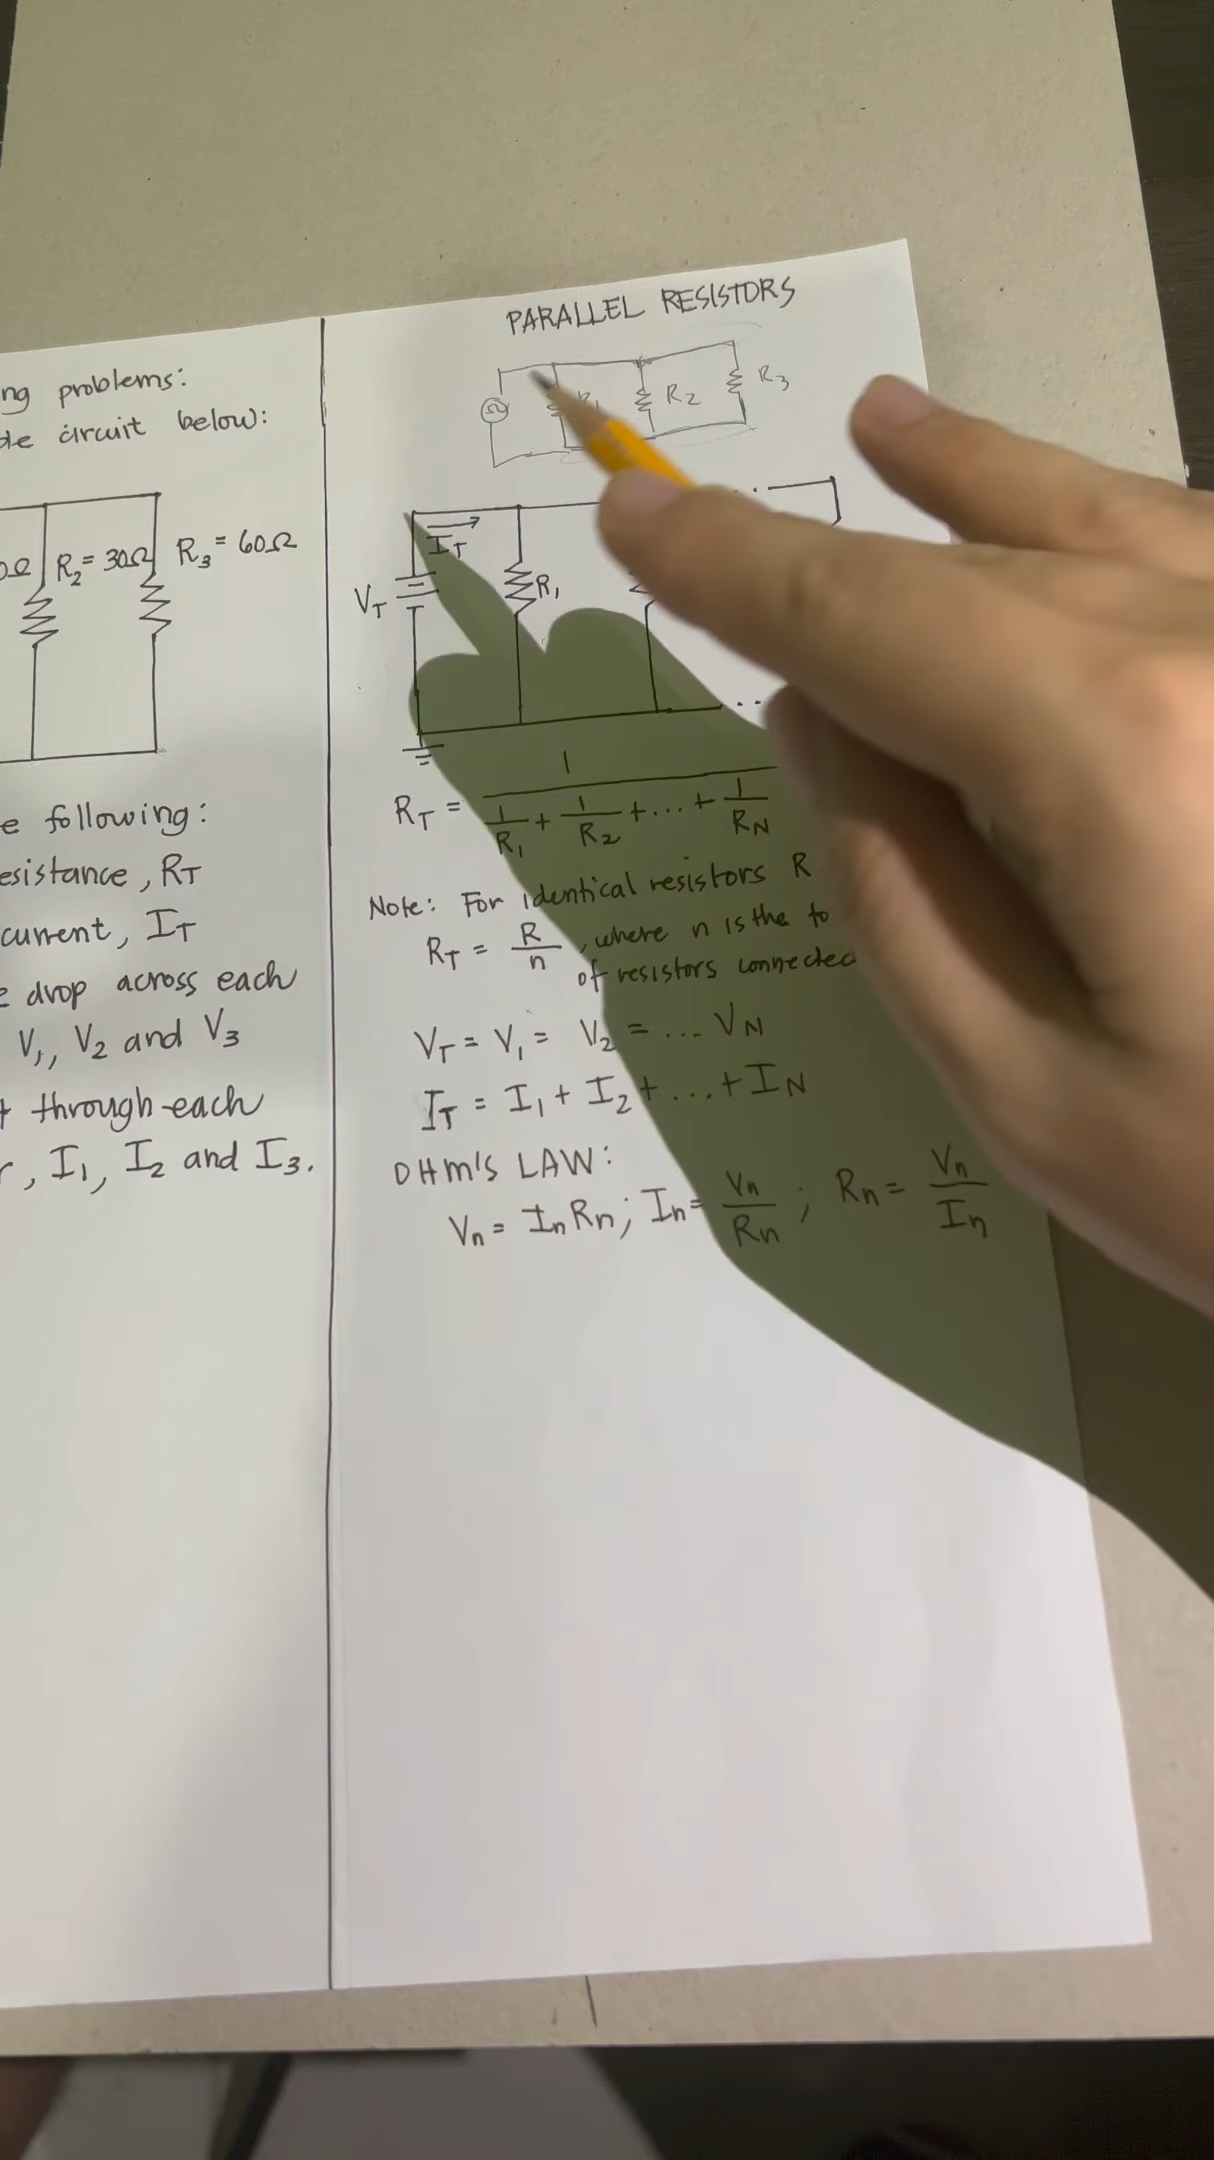 ng problems:
circuit below:
R₂ = 30Ω
R₃ = 60Ω
e following:
esistance, RT
current, IT
drop across each
V₁, V₂ and V₃
through each
, I₁, I₂ and I₃.
PARALLEL RESISTORS
Ω
R₂
R₃
IT
VT
R₁
RT = 1 / (1/R₁ + 1/R₂ + ... + 1/RN)
Note: For identical resistors R
RT = R/n, where n is the to
of resistors connected
VT = V₁ = V₂ = ... VN
IT = I₁ + I₂ + ... + IN
OHM'S LAW:
Vn = In Rn; In = Vn/Rn; Rn = Vn/In